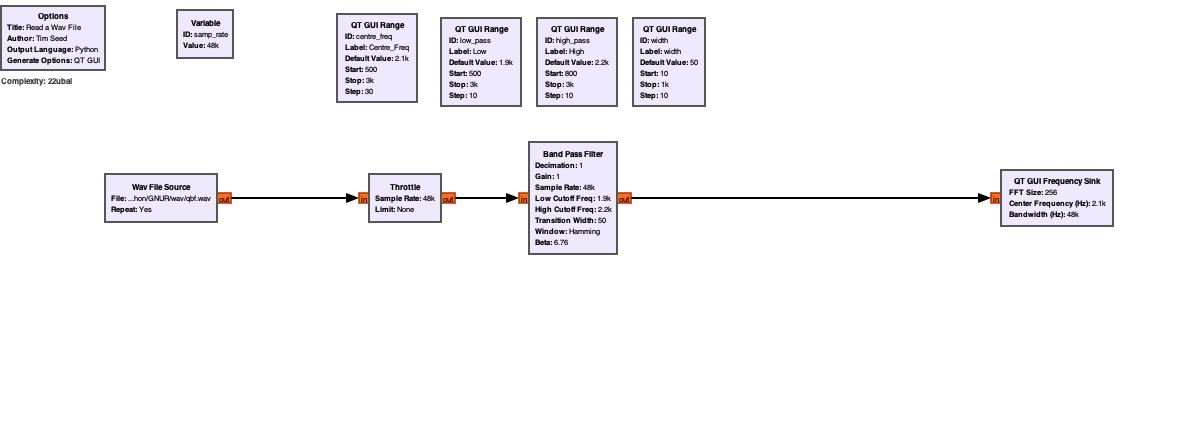 Options
Title: Read a Wav File
Author: Tim Seed
Output Language: Python
Generate Options: QT GUI
Complexity: 22ubal
Variable
ID: samp_rate
Value: 48k
QT GUI Range
ID: centre_freq
Label: Centre_Freq
Default Value: 2.1k
Start: 500
Stop: 3k
Step: 30
QT GUI Range
ID: low_pass
Label: Low
Default Value: 1.9k
Start: 500
Stop: 3k
Step: 10
QT GUI Range
ID: high_pass
Label: High
Default Value: 2.2k
Start: 800
Stop: 3k
Step: 10
QT GUI Range
ID: width
Label: width
Default Value: 50
Start: 10
Stop: 1k
Step: 10
Wav File Source
File: ...hon/GNUR/wav/qbf.wav
Repeat: Yes
out
in
Throttle
Sample Rate: 48k
Limit: None
out
in
Band Pass Filter
Decimation: 1
Gain: 1
Sample Rate: 48k
Low Cutoff Freq: 1.9k
High Cutoff Freq: 2.2k
Transition Width: 50
Window: Hamming
Beta: 6.76
out
in
QT GUI Frequency Sink
FFT Size: 256
Center Frequency (Hz): 2.1k
Bandwidth (Hz): 48k